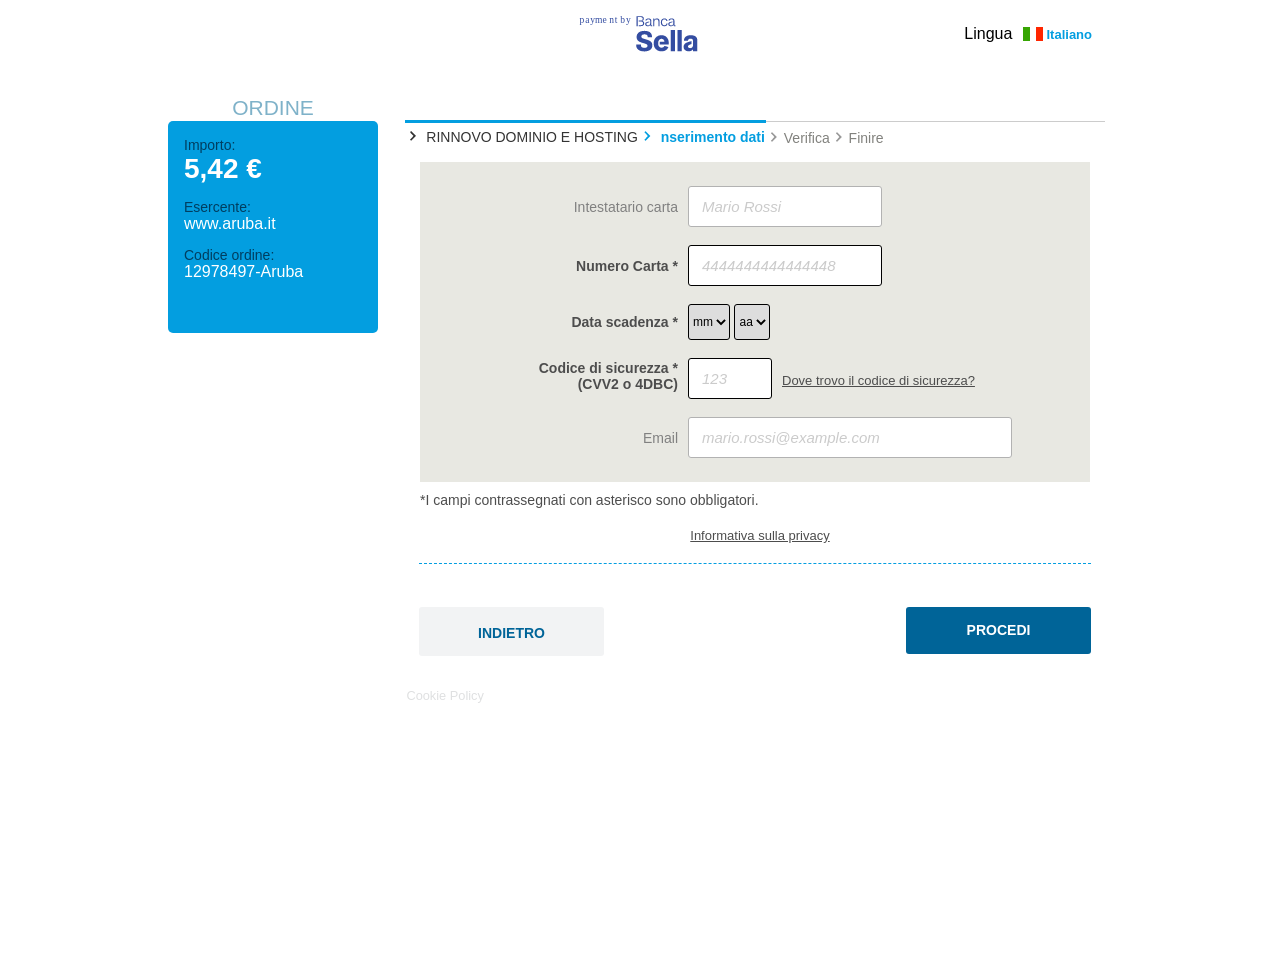 payment by Banca
Sella
Lingua Italiano
ORDINE
Importo:
5,42 €
Esercente:
www.aruba.it
Codice ordine:
12978497-Aruba
RINNOVO DOMINIO E HOSTING nserimento dati Verifica Finire
Intestatario carta Mario Rossi
Numero Carta * 4444444444444448
Data scadenza * mm aa
Codice di sicurezza *
(CVV2 o 4DBC) 123 Dove trovo il codice di sicurezza?
Email mario.rossi@example.com
*I campi contrassegnati con asterisco sono obbligatori.
Informativa sulla privacy
INDIETRO PROCEDI
Cookie Policy